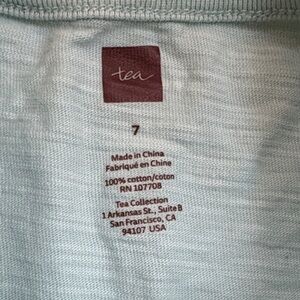 tea
7
Made in China
Fabriqué en Chine
100% cotton/coton
RN 107708
Tea Collection
1 Arkansas St., Suite B
San Francisco, CA
94107 USA